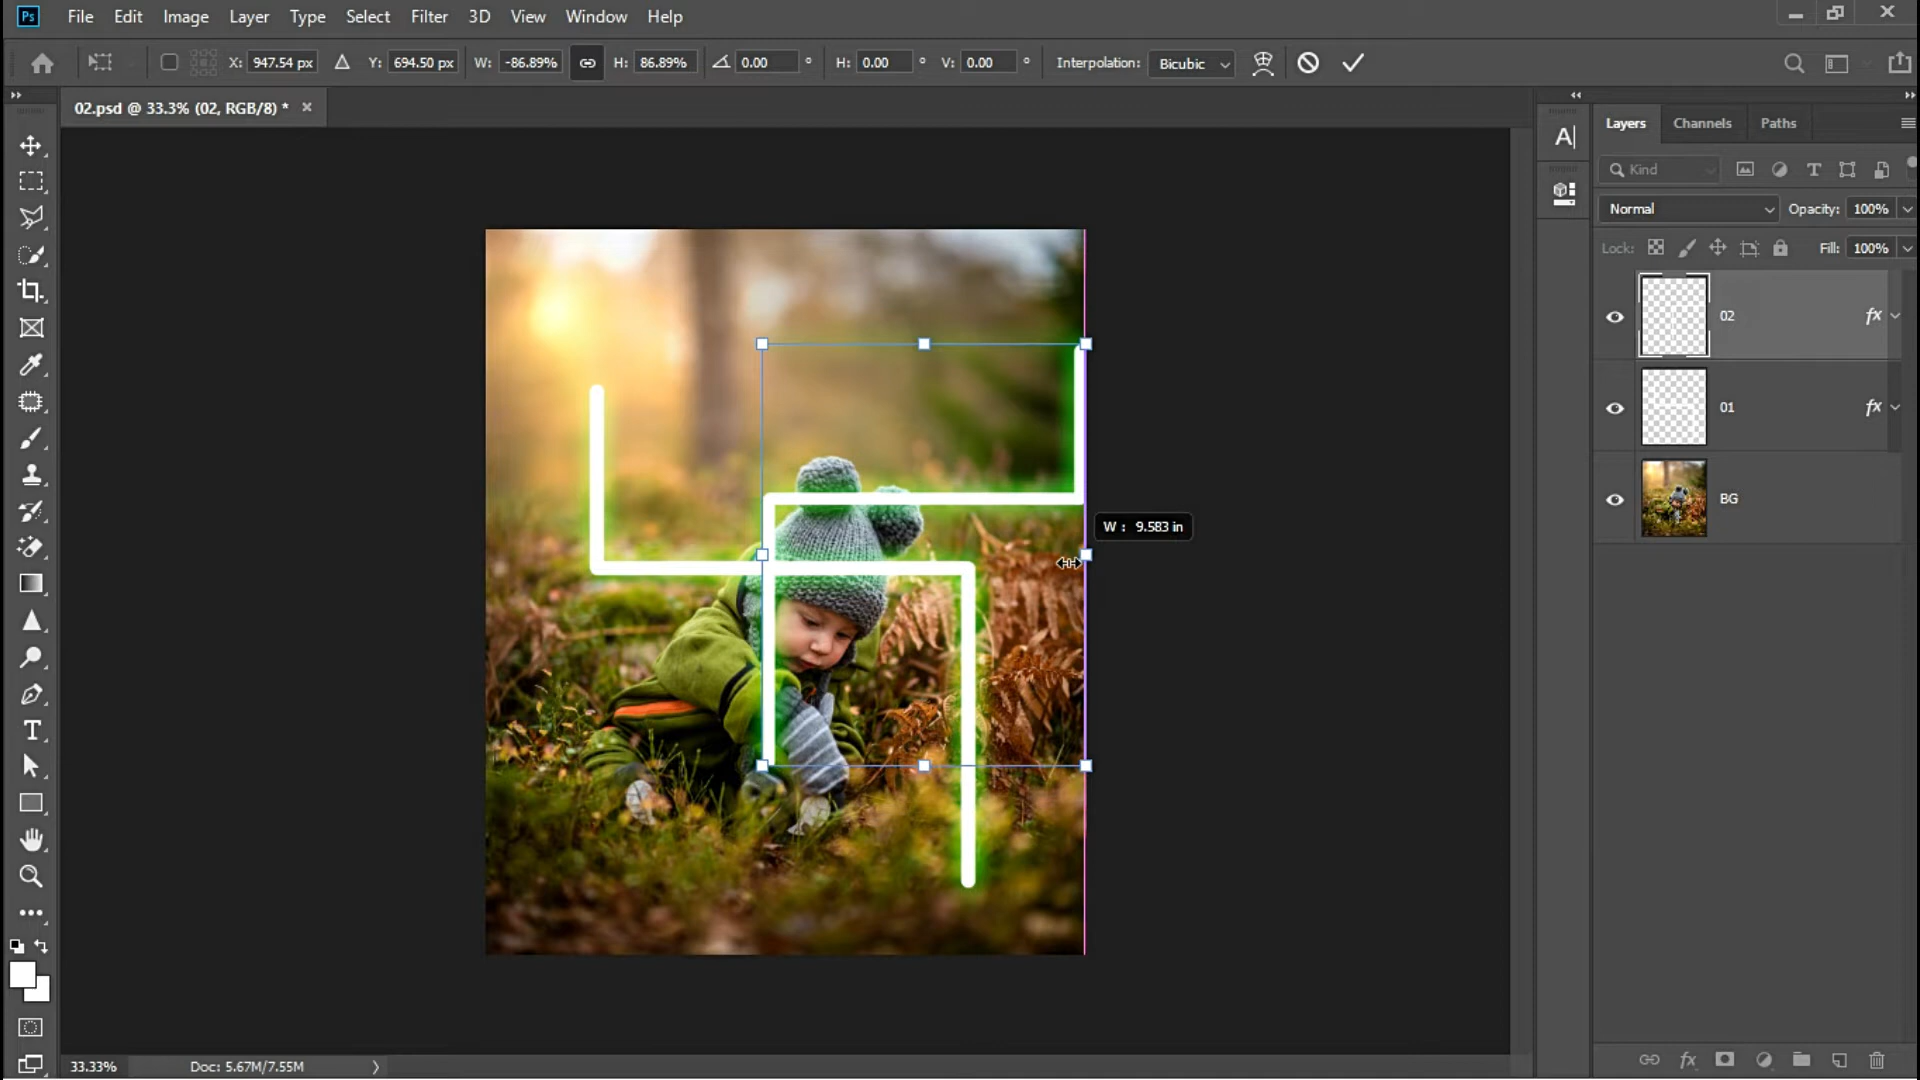 Ps File Edit Image Layer Type Select Filter 3D View Window Help
X: 947.54 px Y: 694.50 px W: -86.89% H: 86.89% 0.00 ° H: 0.00 ° V: 0.00 ° Interpolation: Bicubic
02.psd @ 33.3% (02, RGB/8) * ×
Layers Channels Paths
Kind
Normal Opacity: 100%
Lock: Fill: 100%
02 fx
01 fx
BG
W : 9.583 in
33.33% Doc: 5.67M/7.55M